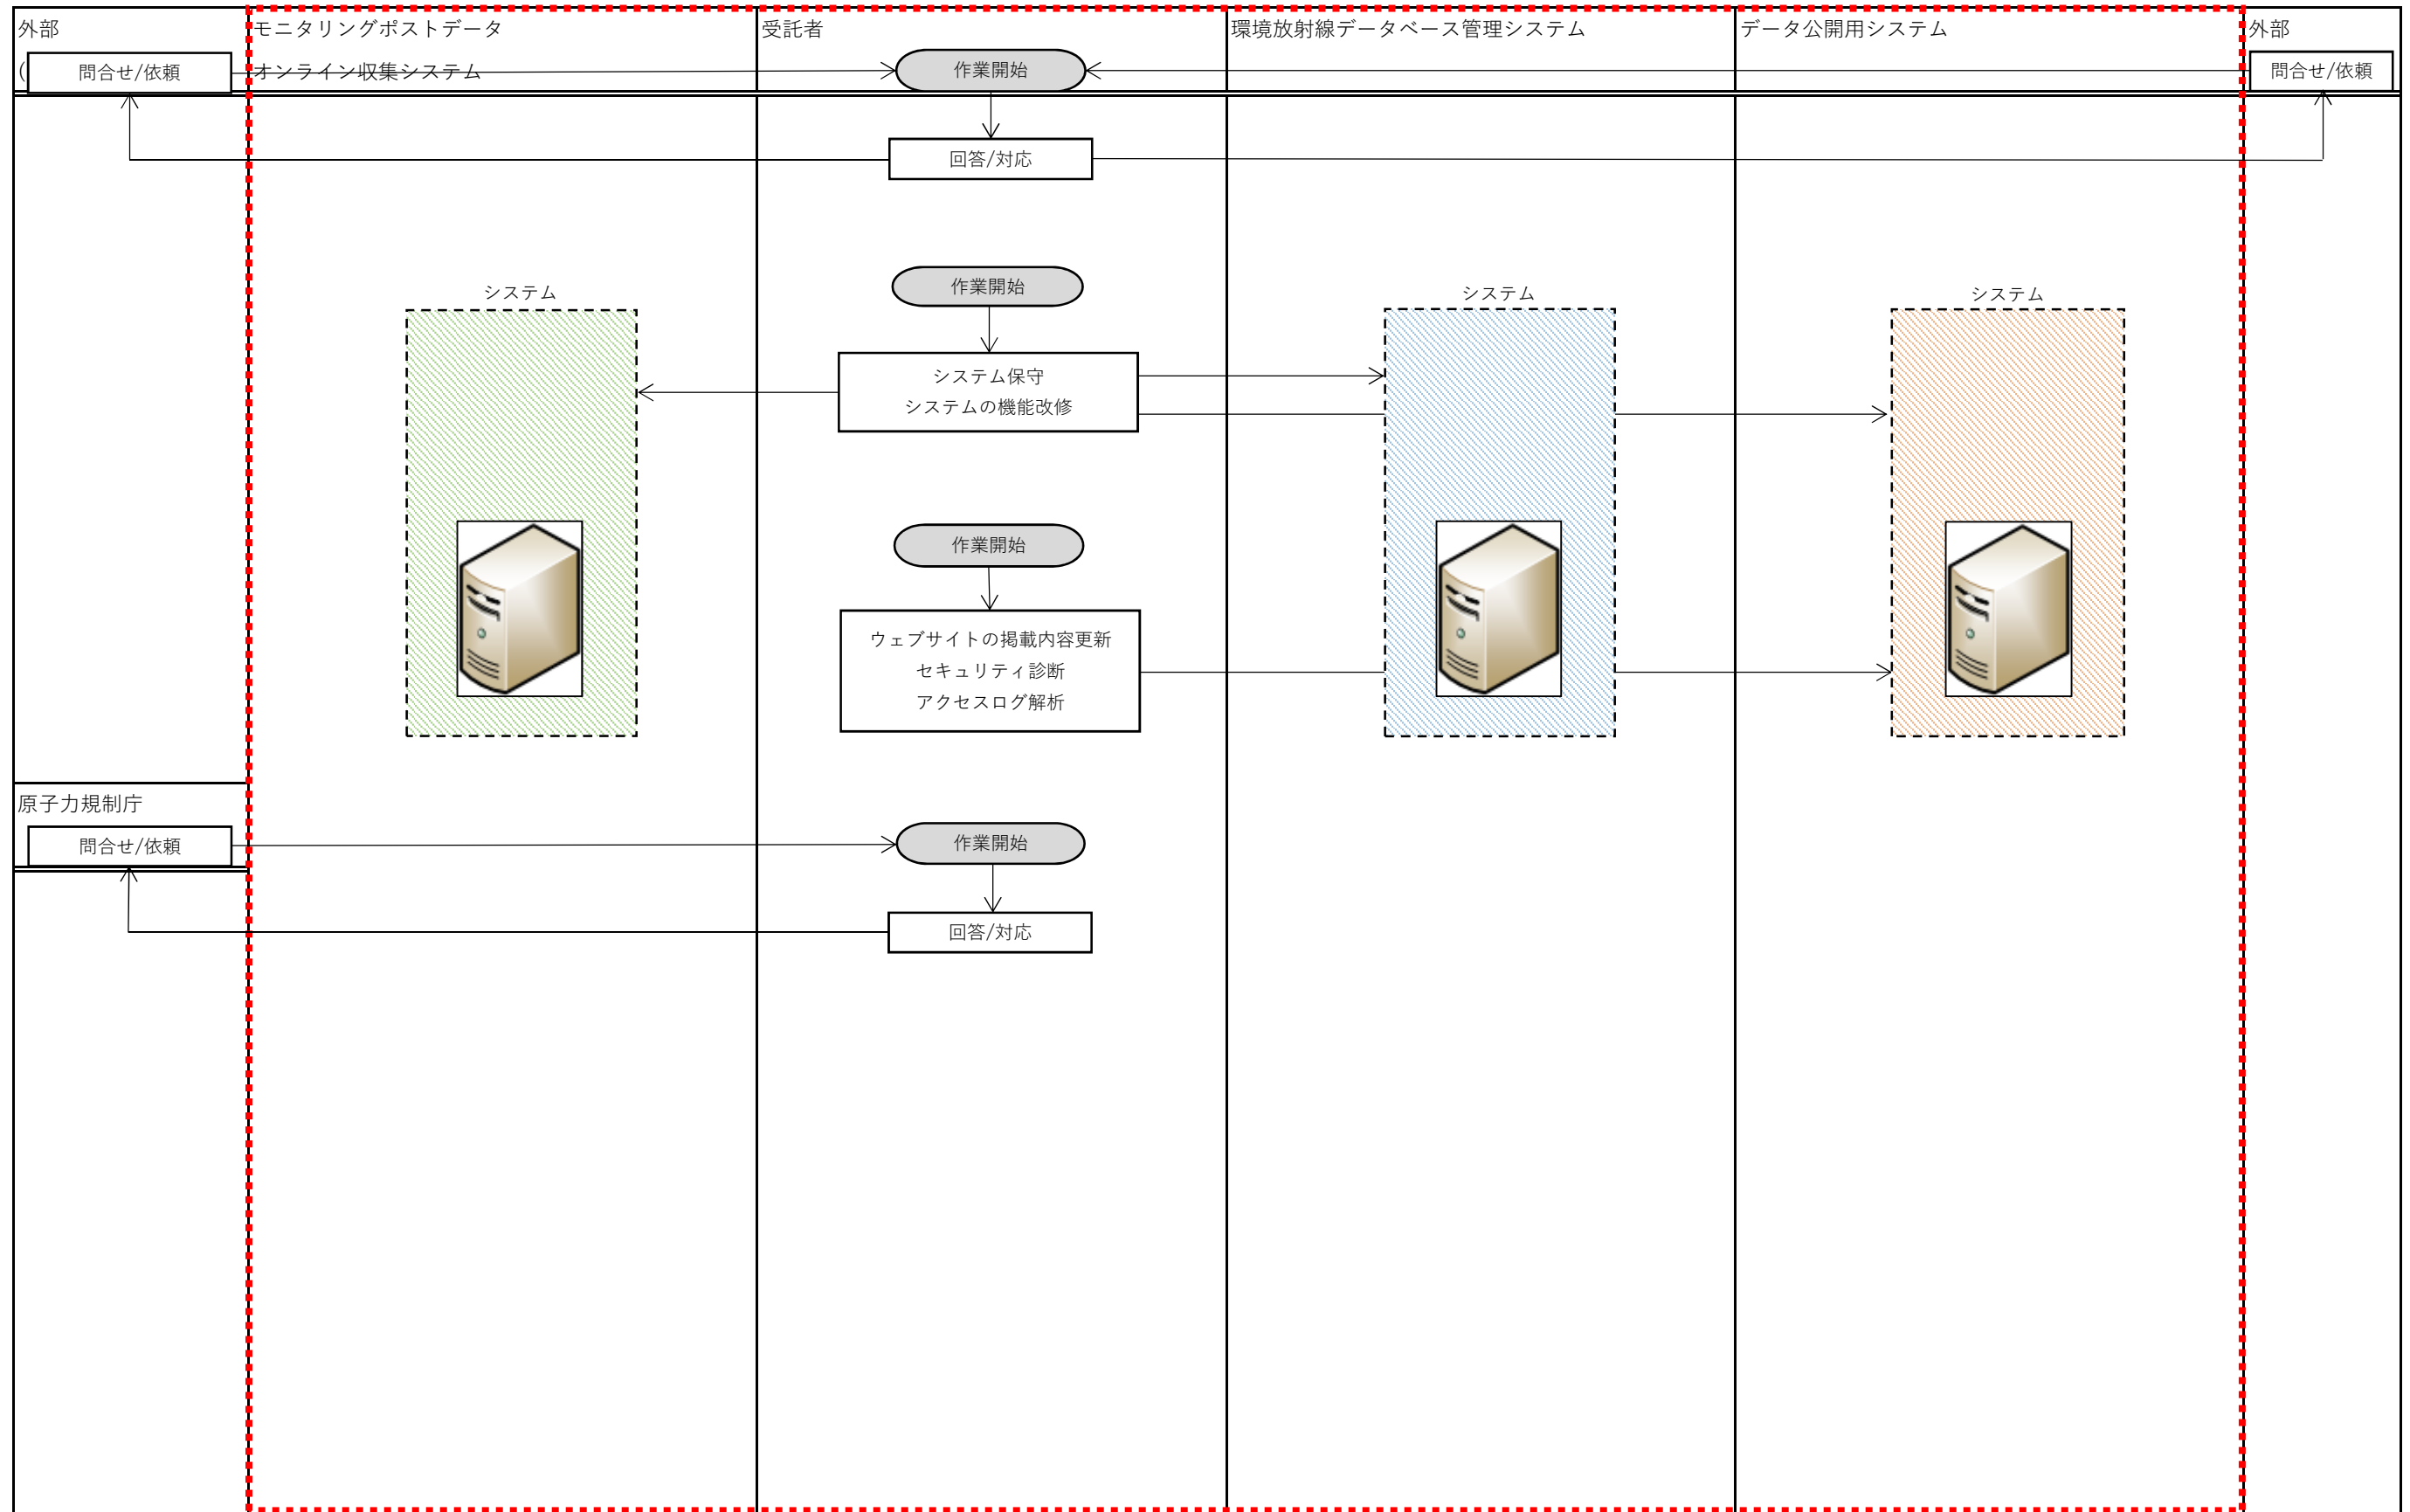 外部
モニタリングポストデータ
受託者
環境放射線データベース管理システム
データ公開用システム
外部
(
問合せ/依頼
オンライン収集システム
作業開始
問合せ/依頼
回答/対応
作業開始
システム
システム
システム
システム保守
システムの機能改修
作業開始
ウェブサイトの掲載内容更新
セキュリティ診断
アクセスログ解析
原子力規制庁
問合せ/依頼
作業開始
回答/対応